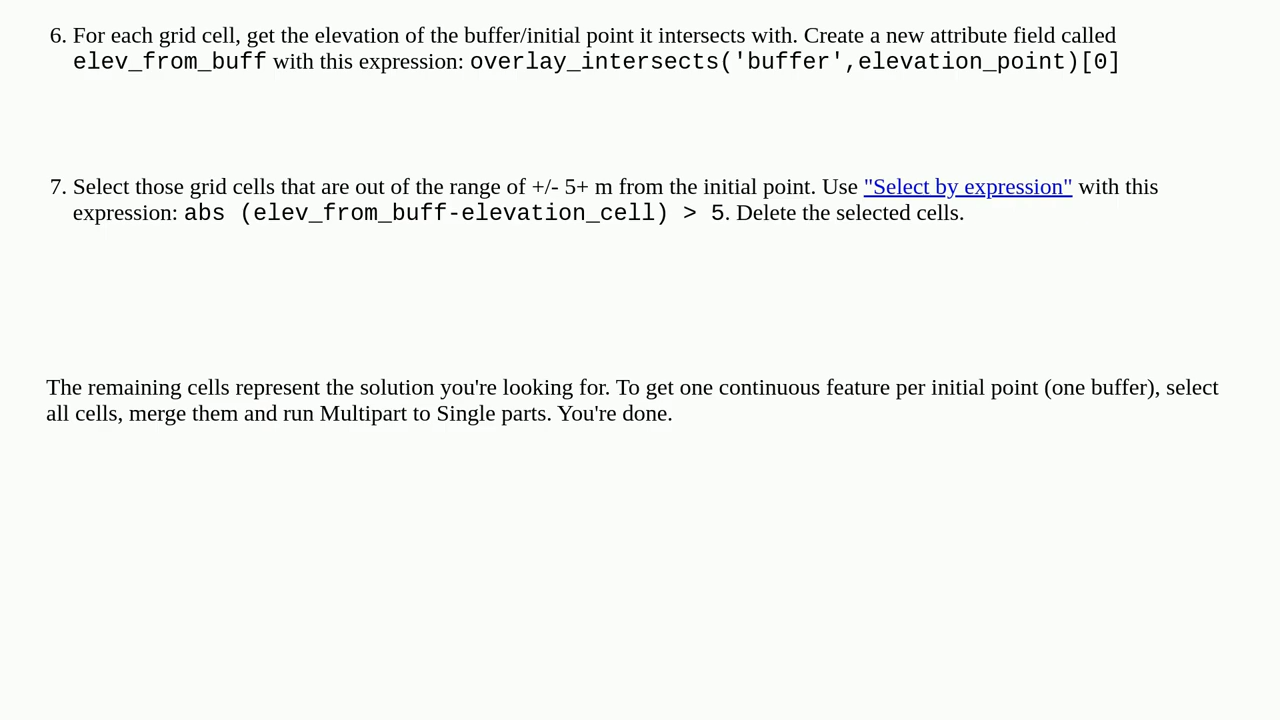 6. For each grid cell, get the elevation of the buffer/initial point it intersects with. Create a new attribute field called
elev_from_buff with this expression: overlay_intersects('buffer',elevation_point)[0]
7. Select those grid cells that are out of the range of +/- 5+ m from the initial point. Use "Select by expression" with this
expression: abs (elev_from_buff-elevation_cell) > 5. Delete the selected cells.
The remaining cells represent the solution you're looking for. To get one continuous feature per initial point (one buffer), select
all cells, merge them and run Multipart to Single parts. You're done.